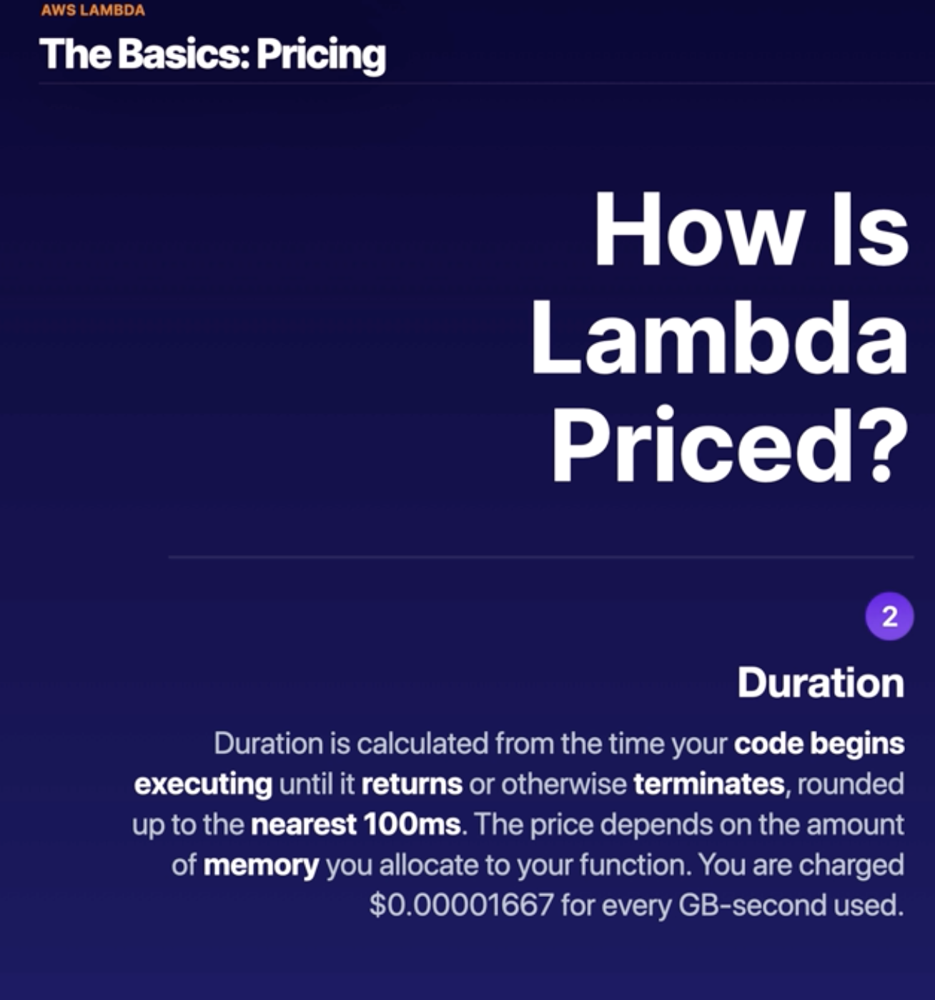 AWS LAMBDA
The Basics: Pricing
How Is
Lambda
Priced?
2
Duration
Duration is calculated from the time your code begins
executing until it returns or otherwise terminates, rounded
up to the nearest 100ms. The price depends on the amount
of memory you allocate to your function. You are charged
$0.00001667 for every GB-second used.